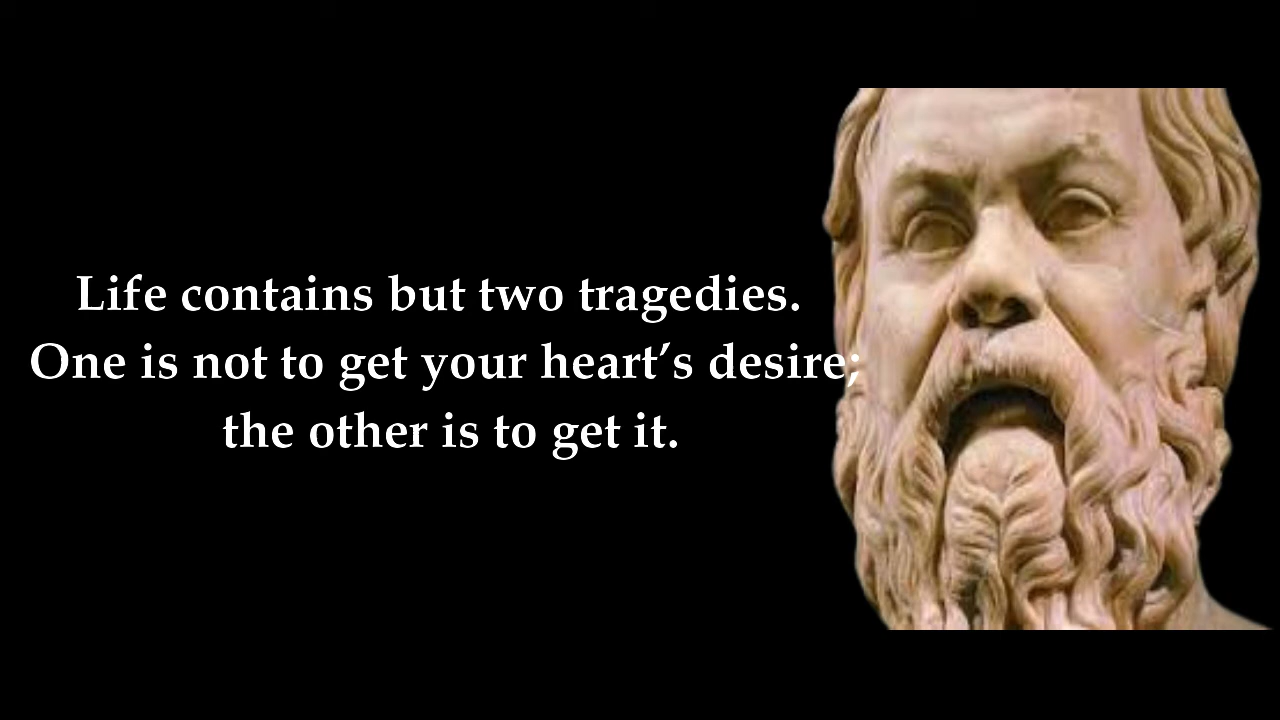 Life contains but two tragedies.
One is not to get your heart’s desire;
the other is to get it.